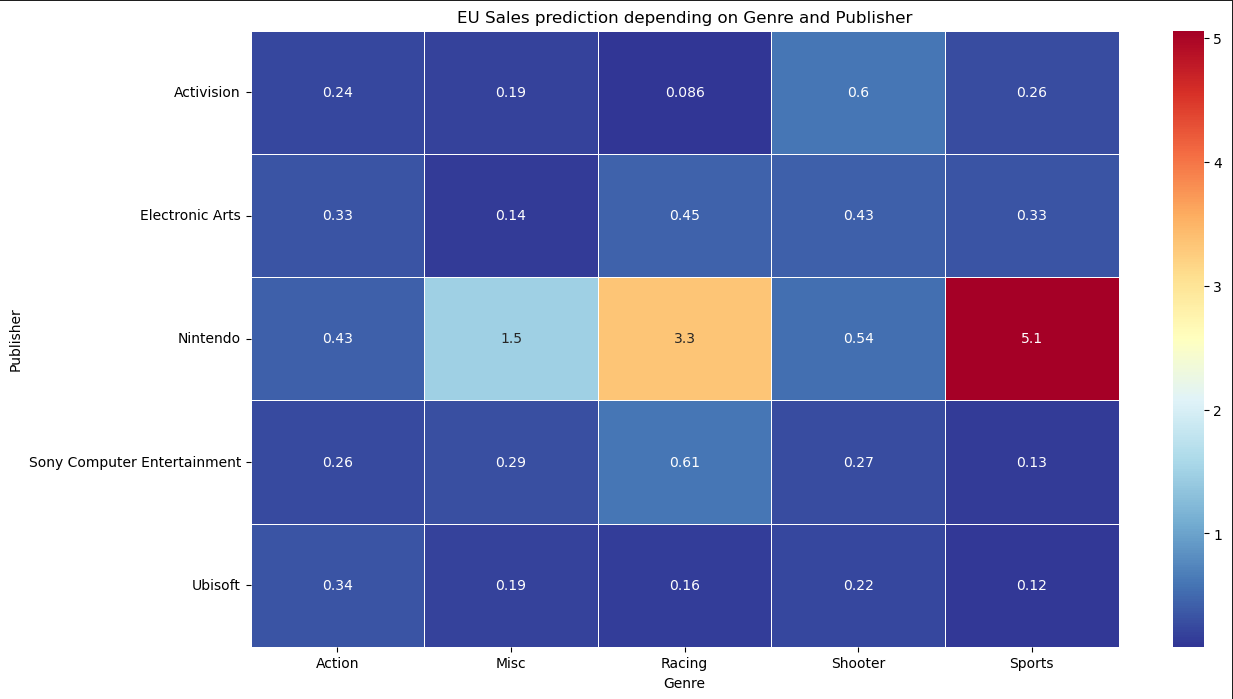 EU Sales prediction depending on Genre and Publisher
Publisher
Activision 0.24 0.19 0.086 0.6 0.26
Electronic Arts 0.33 0.14 0.45 0.43 0.33
Nintendo 0.43 1.5 3.3 0.54 5.1
Sony Computer Entertainment 0.26 0.29 0.61 0.27 0.13
Ubisoft 0.34 0.19 0.16 0.22 0.12
Action Misc Racing Shooter Sports
Genre
5
4
3
2
1